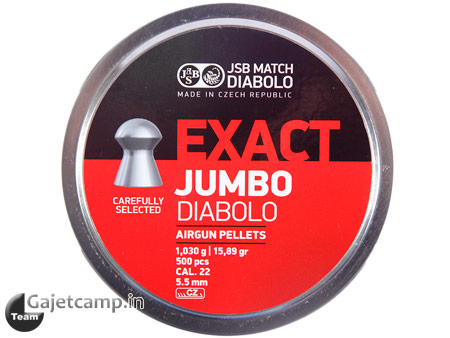 JSB
JSB MATCH
DIABOLO
MADE IN CZECH REPUBLIC
EXACT
JUMBO
DIABOLO
CAREFULLY
SELECTED
AIRGUN PELLETS
1,030 g | 15,89 gr
500 pcs
CAL. 22
5.5 mm
CZ
Gajetcamp.in
Team